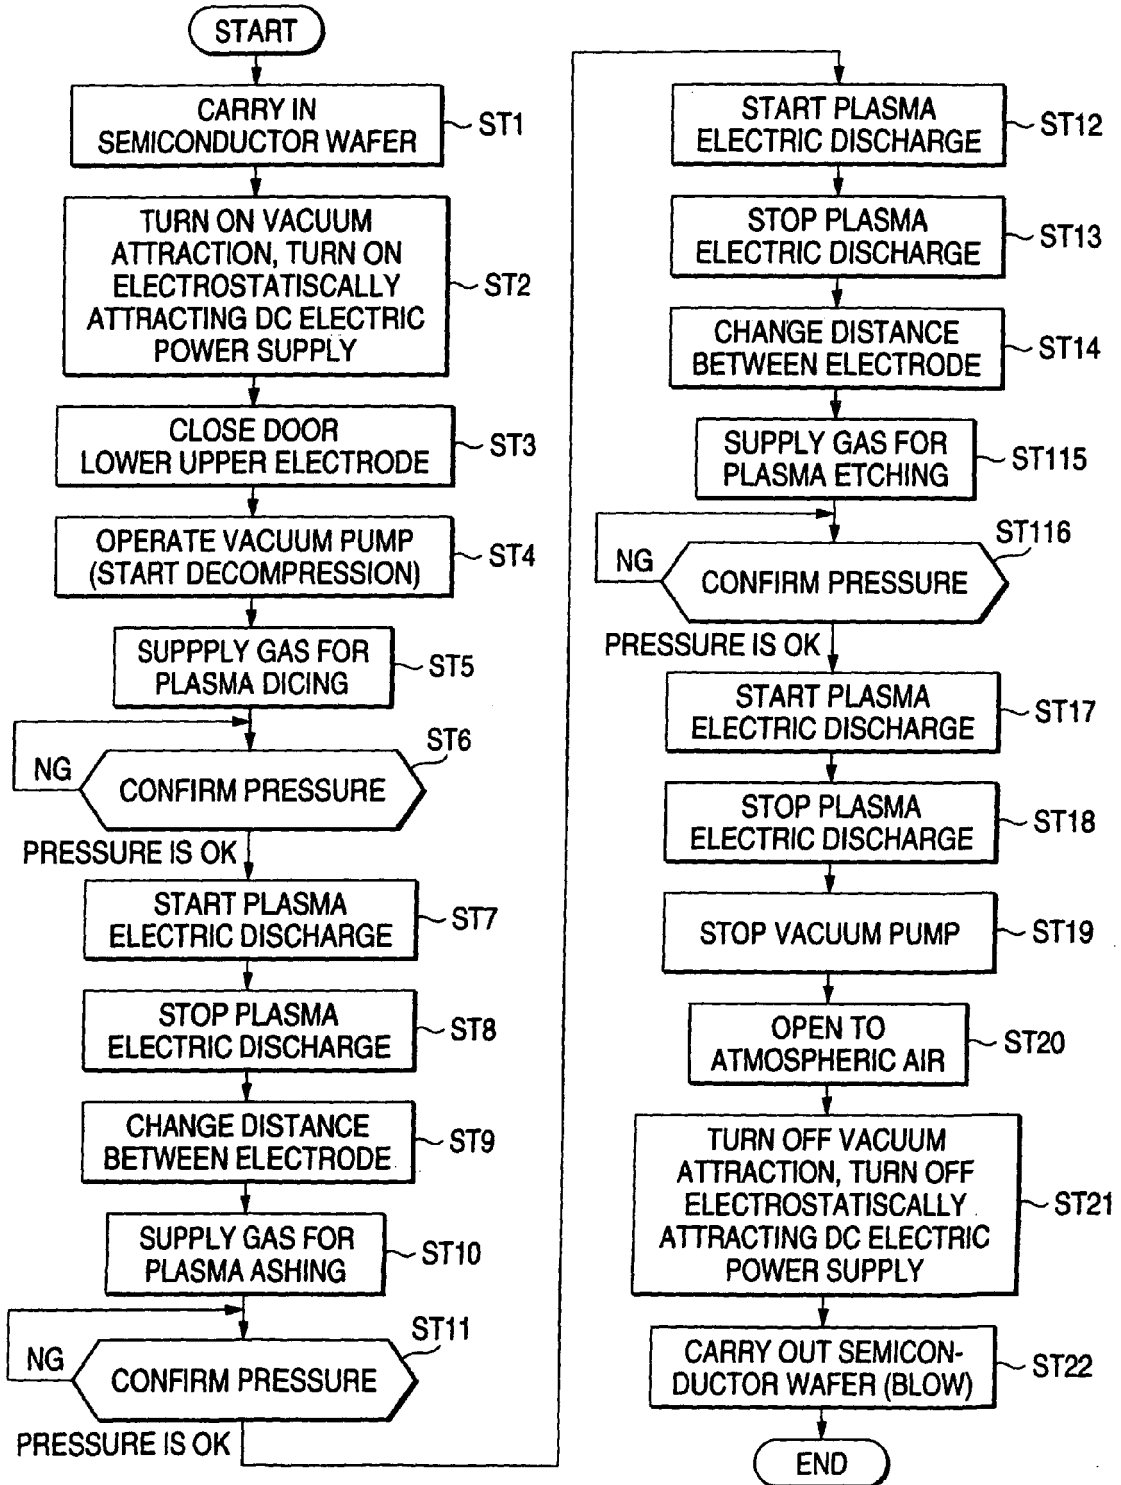 START
CARRY IN
SEMICONDUCTOR WAFER
ST1
TURN ON VACUUM
ATTRACTION, TURN ON
ELECTROSTATISCALLY
ATTRACTING DC ELECTRIC
POWER SUPPLY
ST2
CLOSE DOOR
LOWER UPPER ELECTRODE
ST3
OPERATE VACUUM PUMP
(START DECOMPRESSION)
ST4
SUPPPLY GAS FOR
PLASMA DICING
ST5
ST6
NG
CONFIRM PRESSURE
PRESSURE IS OK
START PLASMA
ELECTRIC DISCHARGE
ST7
STOP PLASMA
ELECTRIC DISCHARGE
ST8
CHANGE DISTANCE
BETWEEN ELECTRODE
ST9
SUPPLY GAS FOR
PLASMA ASHING
ST10
ST11
NG
CONFIRM PRESSURE
PRESSURE IS OK
START PLASMA
ELECTRIC DISCHARGE
ST12
STOP PLASMA
ELECTRIC DISCHARGE
ST13
CHANGE DISTANCE
BETWEEN ELECTRODE
ST14
SUPPLY GAS FOR
PLASMA ETCHING
ST115
ST116
NG
CONFIRM PRESSURE
PRESSURE IS OK
START PLASMA
ELECTRIC DISCHARGE
ST17
STOP PLASMA
ELECTRIC DISCHARGE
ST18
STOP VACUUM PUMP
ST19
OPEN TO
ATMOSPHERIC AIR
ST20
TURN OFF VACUUM
ATTRACTION, TURN OFF
ELECTROSTATISCALLY
ATTRACTING DC ELECTRIC
POWER SUPPLY
ST21
CARRY OUT SEMICON-
DUCTOR WAFER (BLOW)
ST22
END